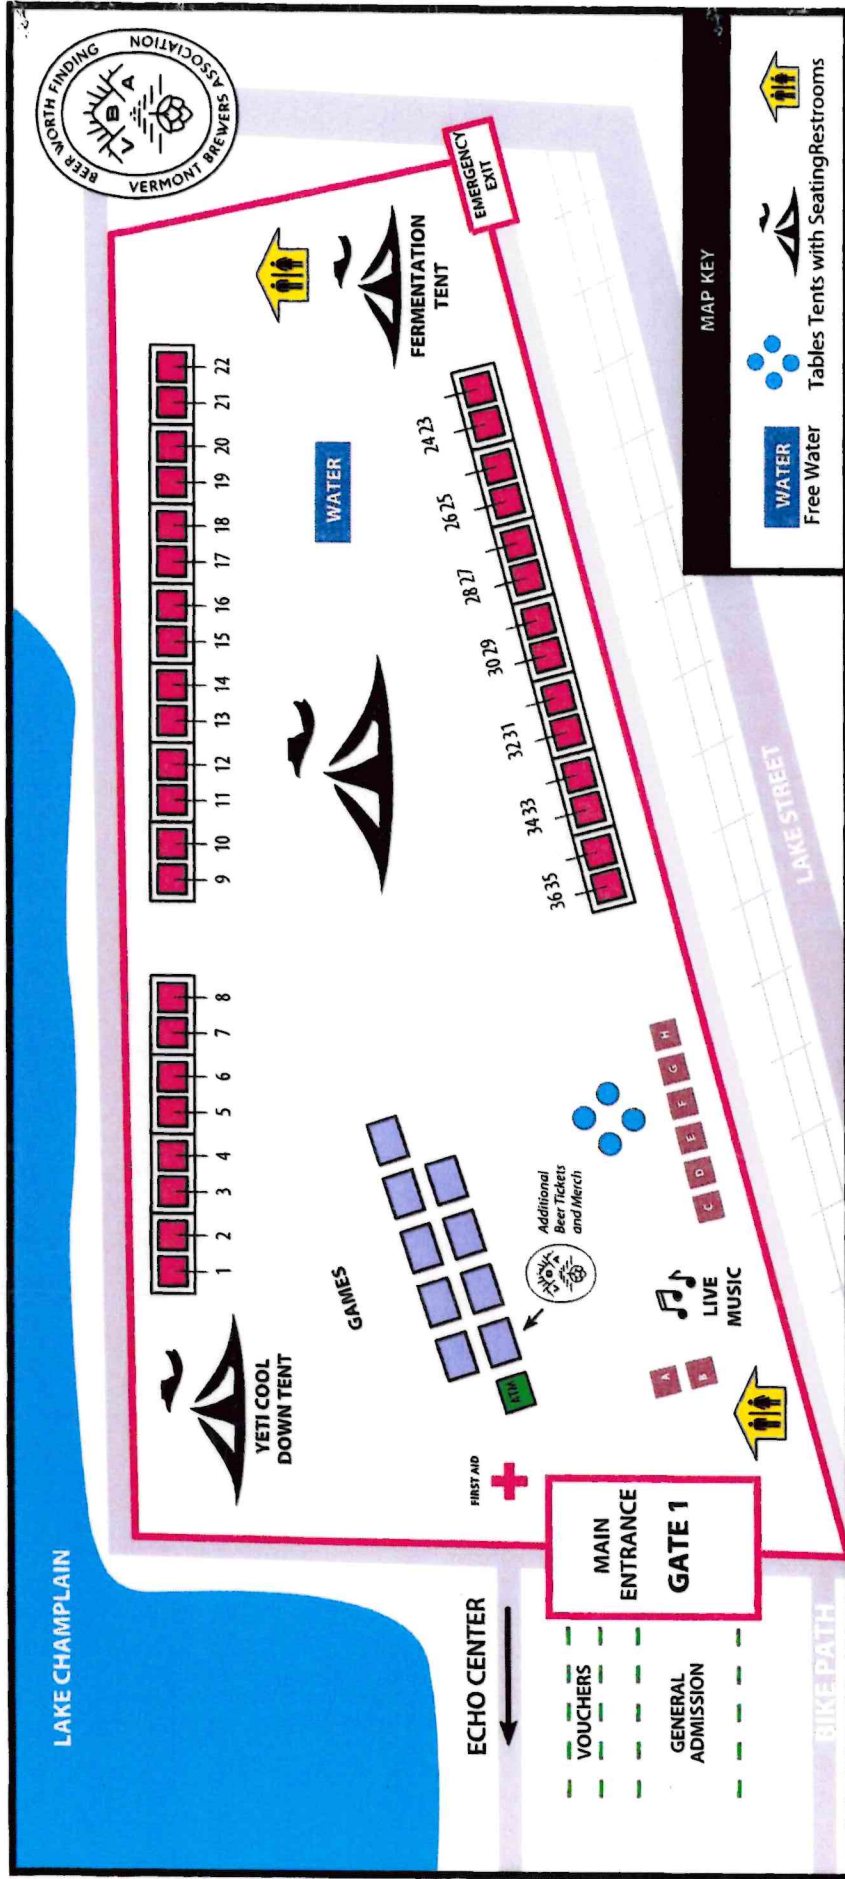 LAKE CHAMPLAIN
BEER WORTH FINDING
VERMONT BREWERS ASSOCIATION
V B A
YETI COOL
DOWN TENT
1 2 3 4 5 6 7 8
9 10 11 12 13 14 15 16 17 18 19 20 21 22
GAMES
WATER
FERMENTATION
TENT
EMERGENCY
EXIT
24 23
26 25
28 27
30 29
32 31
34 33
36 35
FIRST AID
ATM
Additional
Beer Tickets
and Merch
V B A
ECHO CENTER
MAIN
ENTRANCE
GATE 1
VOUCHERS
GENERAL
ADMISSION
A
B
LIVE
MUSIC
C D E F G H
BIKE PATH
LAKE STREET
MAP KEY
WATER
Free Water
Tables
Tents with Seating
Restrooms